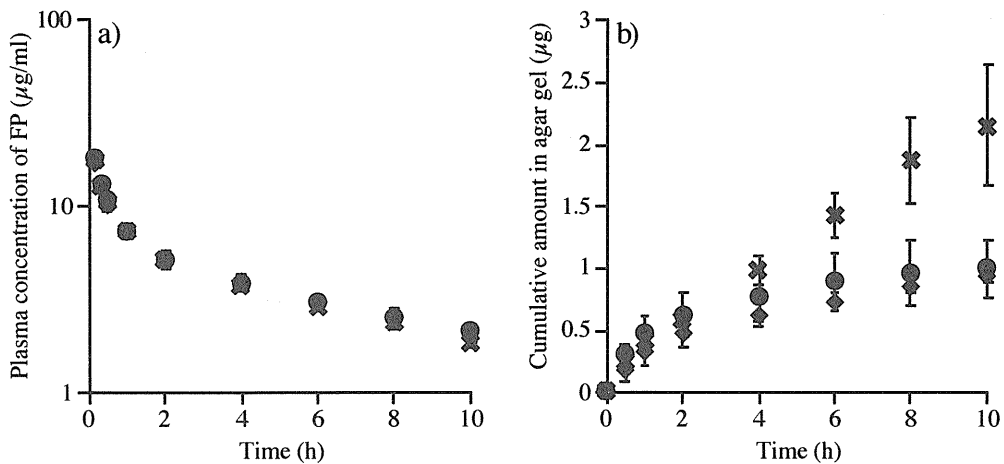 a)
Plasma concentration of FP (µg/ml)
100
10
1
0 2 4 6 8 10
Time (h)
b)
Cumulative amount in agar gel (µg)
3
2.5
2
1.5
1
0.5
0
0 2 4 6 8 10
Time (h)